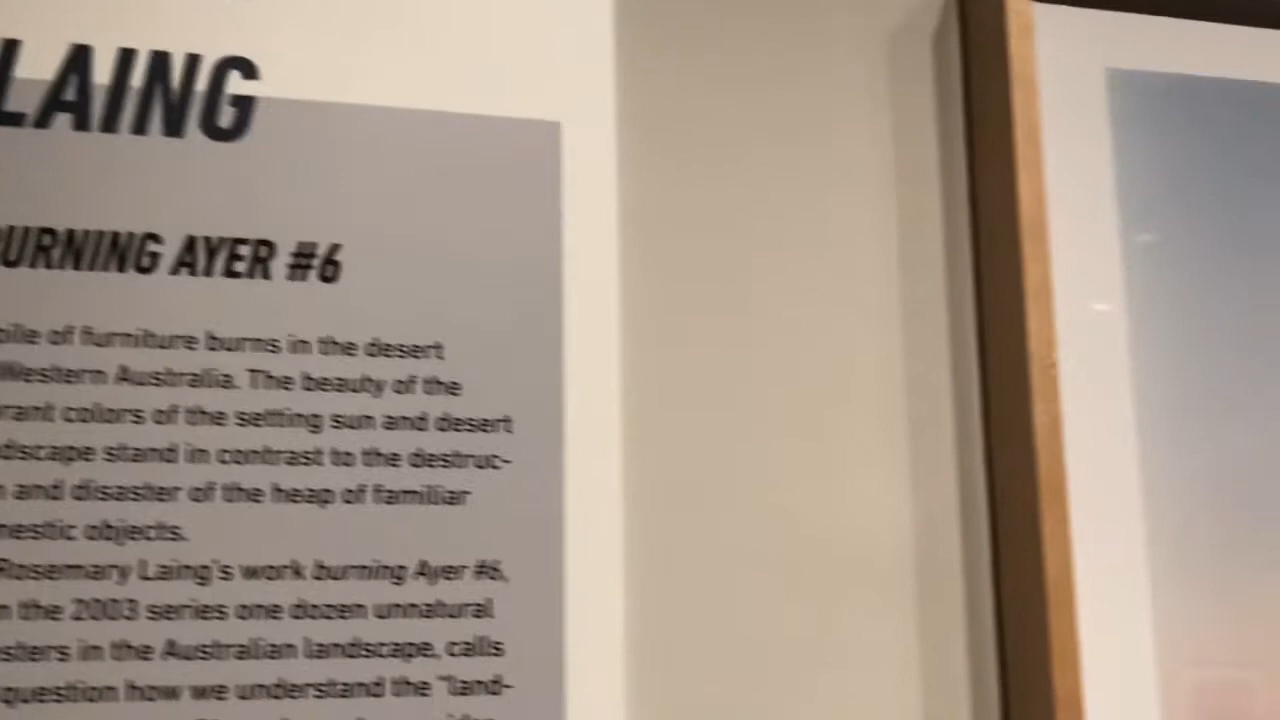 LAING
BURNING AYER #6
pile of furniture burns in the desert
Western Australia. The beauty of the
rant colors of the setting sun and desert
dscape stand in contrast to the destruc-
and disaster of the heap of familiar
mestic objects.
Rosemary Laing's work burning Ayer #6,
the 2003 series one dozen unnatural
sters in the Australian landscape, calls
question how we understand the "land-